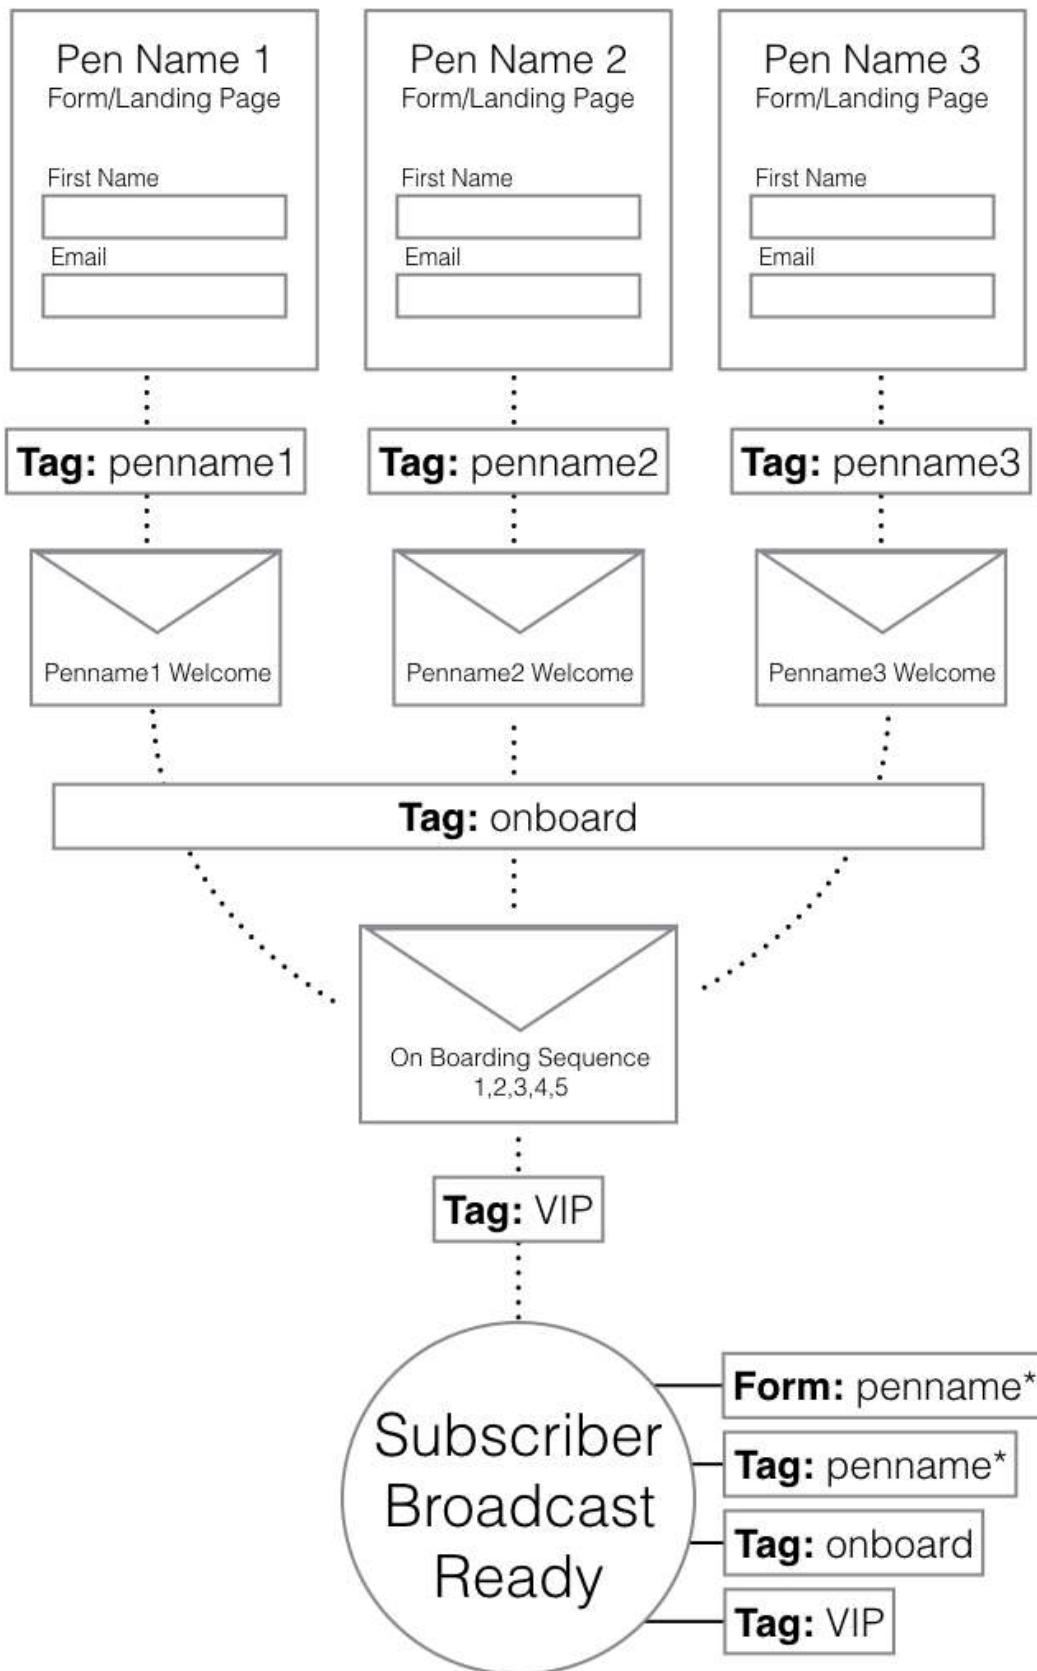 Pen Name 1
Form/Landing Page
First Name
Email
Pen Name 2
Form/Landing Page
First Name
Email
Pen Name 3
Form/Landing Page
First Name
Email
Tag: penname1
Tag: penname2
Tag: penname3
Penname1 Welcome
Penname2 Welcome
Penname3 Welcome
Tag: onboard
On Boarding Sequence
1,2,3,4,5
Tag: VIP
Subscriber
Broadcast
Ready
Form: penname*
Tag: penname*
Tag: onboard
Tag: VIP